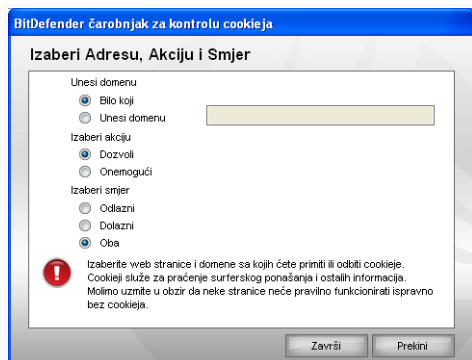 BitDefender čarobnjak za kontrolu cookieja
Izaberi Adresu, Akciju i Smjer
Unesi domenu
Bilo koji
Unesi domenu
Izaberi akciju
Dozvoli
Onemogući
Izaberi smjer
Odlazni
Dolazni
Oba
Izaberite web stranice i domene sa kojih ćete primiti ili odbiti cookieje.
Cookieji služe za praćenje surferskog ponašanja i ostalih informacija.
Molimo uzmite u obzir da neke stranice neće pravilno funkcionirati ispravno
bez cookieja.
Završi
Prekini